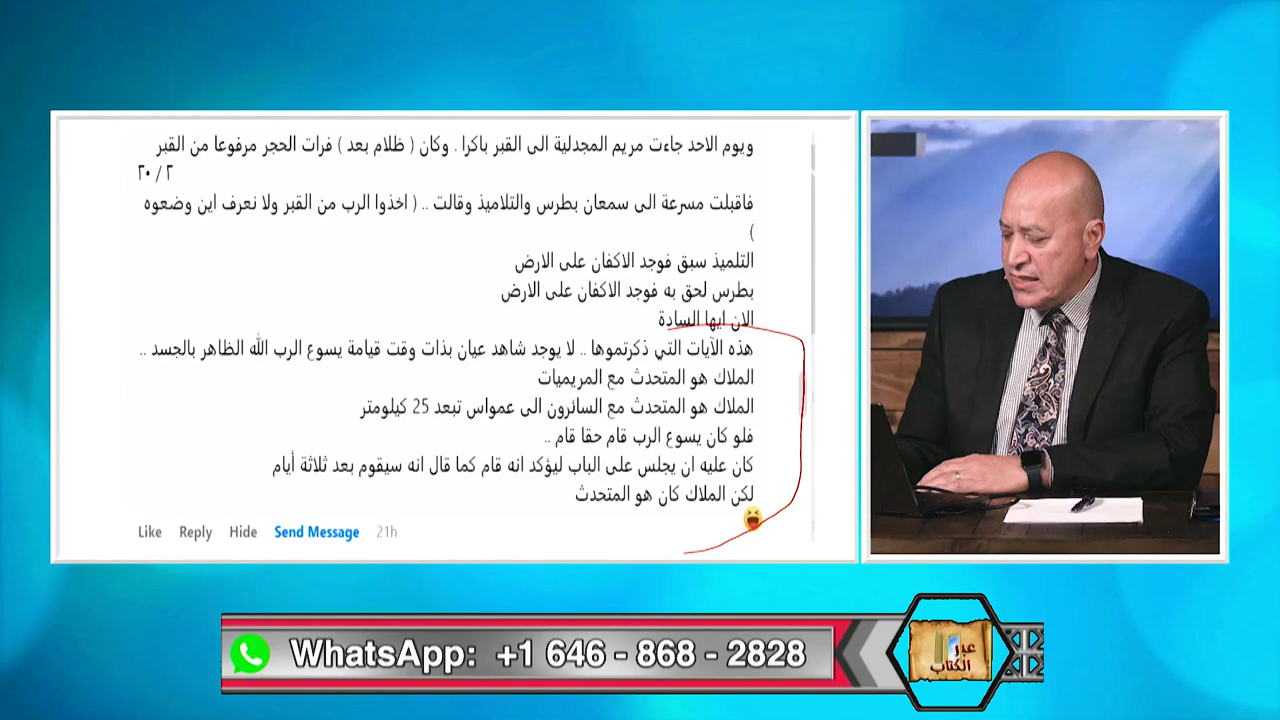 ويوم الاحد جاءت مريم المجدلية الى القبر باكرا . وكان ( ظلام بعد ) فرات الحجر مرفوعا من القبر
٢ / ٢٠
فاقبلت مسرعة الى سمعان بطرس والتلاميذ وقالت .. ( اخذوا الرب من القبر ولا نعرف اين وضعوه
)
التلميذ سبق فوجد الاكفان على الارض
بطرس لحق به فوجد الاكفان على الارض
الان ايها السادة
هذه الآيات التي ذكرتموها .. لا يوجد شاهد عيان بذات وقت قيامة يسوع الرب الله الظاهر بالجسد ..
الملاك هو المتحدث مع المريميات
الملاك هو المتحدث مع السائرون الى عمواس تبعد 25 كيلومتر
فلو كان يسوع الرب قام حقا قام ..
كان عليه ان يجلس على الباب ليؤكد انه قام كما قال انه سيقوم بعد ثلاثة أيام
لكن الملاك كان هو المتحدث
Like Reply Hide Send Message 21h
WhatsApp: +1 646 - 868 - 2828
عبر
الكتاب